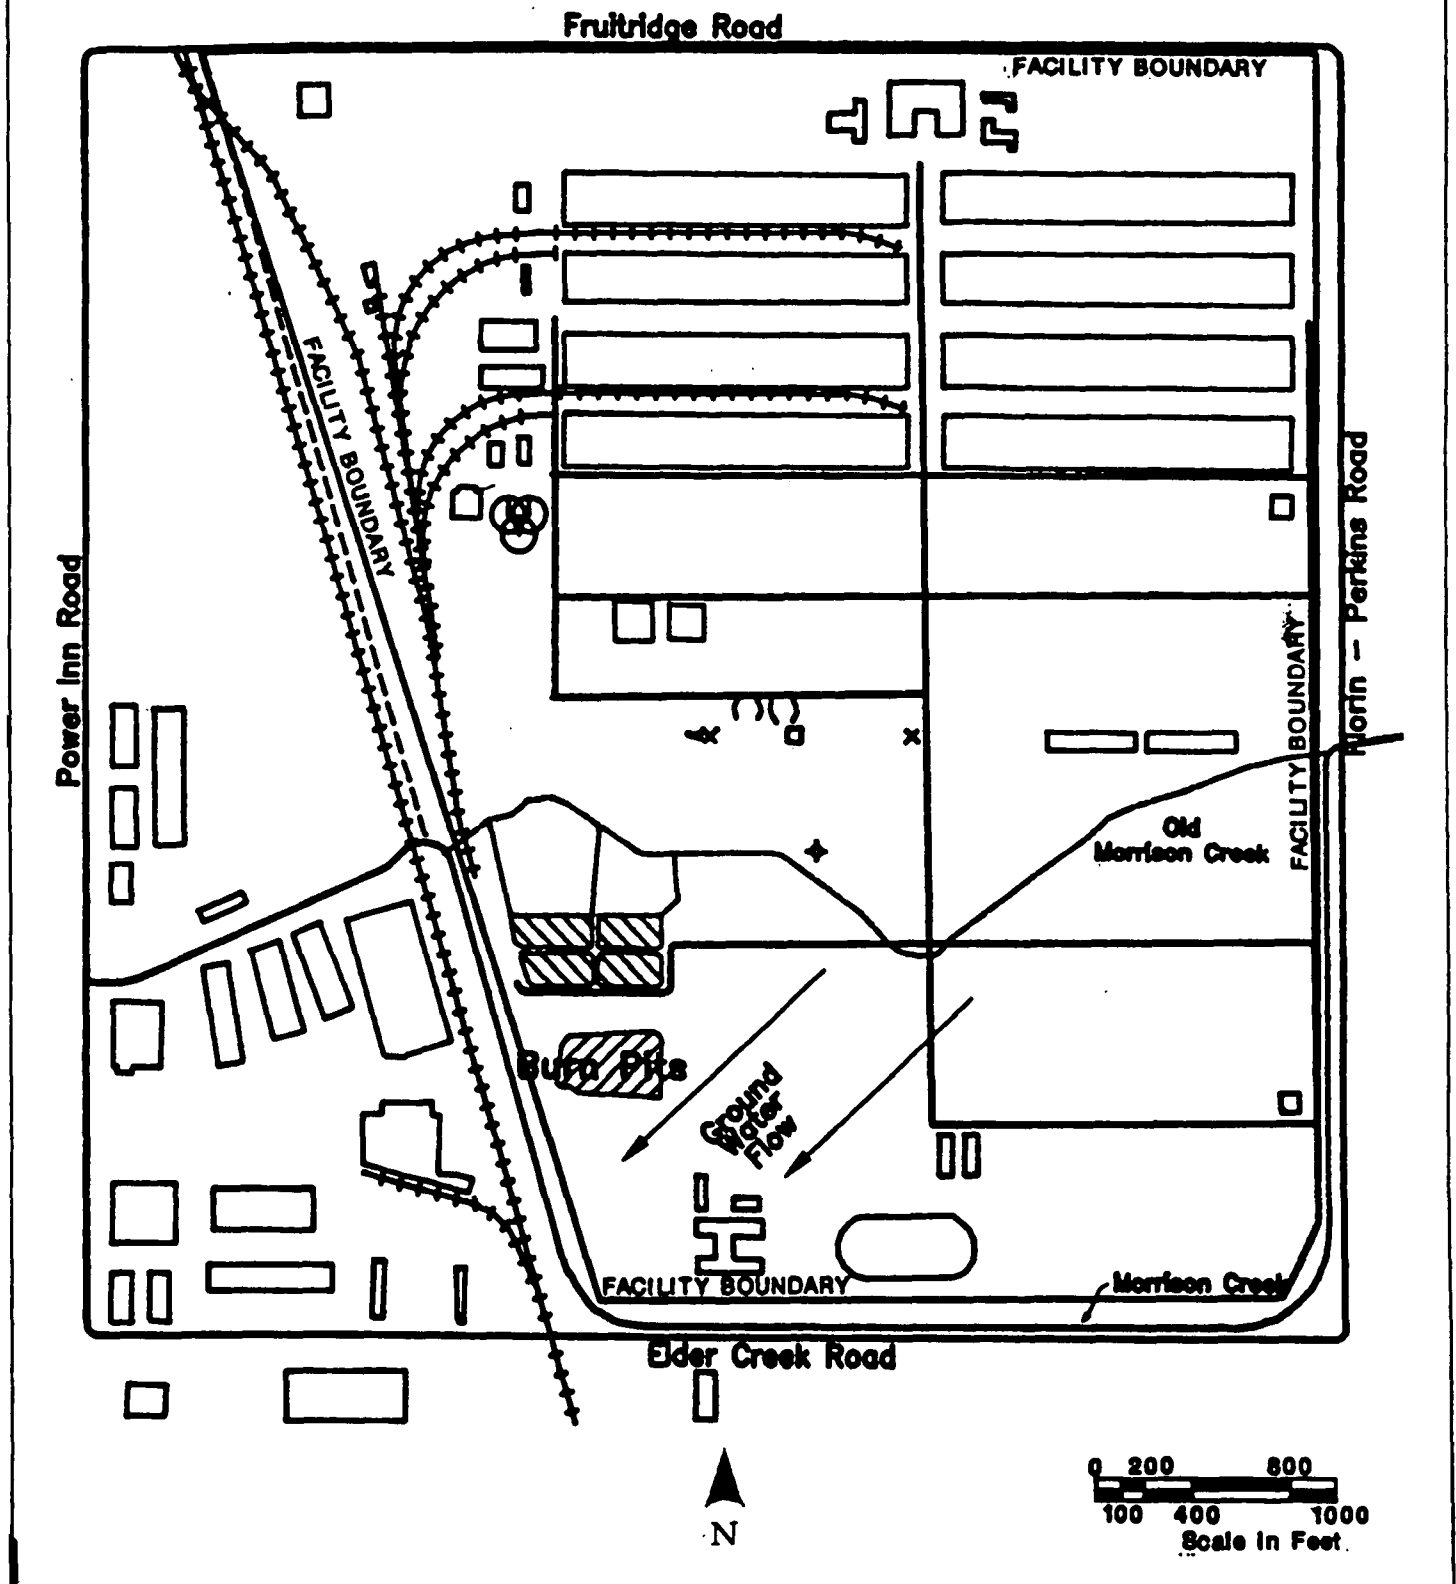 Fruitridge Road
FACILITY BOUNDARY
FACILITY BOUNDARY
Power Inn Road
Florin - Perkins Road
FACILITY BOUNDARY
Old
Morrison Creek
Burn Pits
Ground
Water
Flow
FACILITY BOUNDARY
Morrison Creek
Elder Creek Road
N
0 200 800
100 400 1000
Scale in Feet